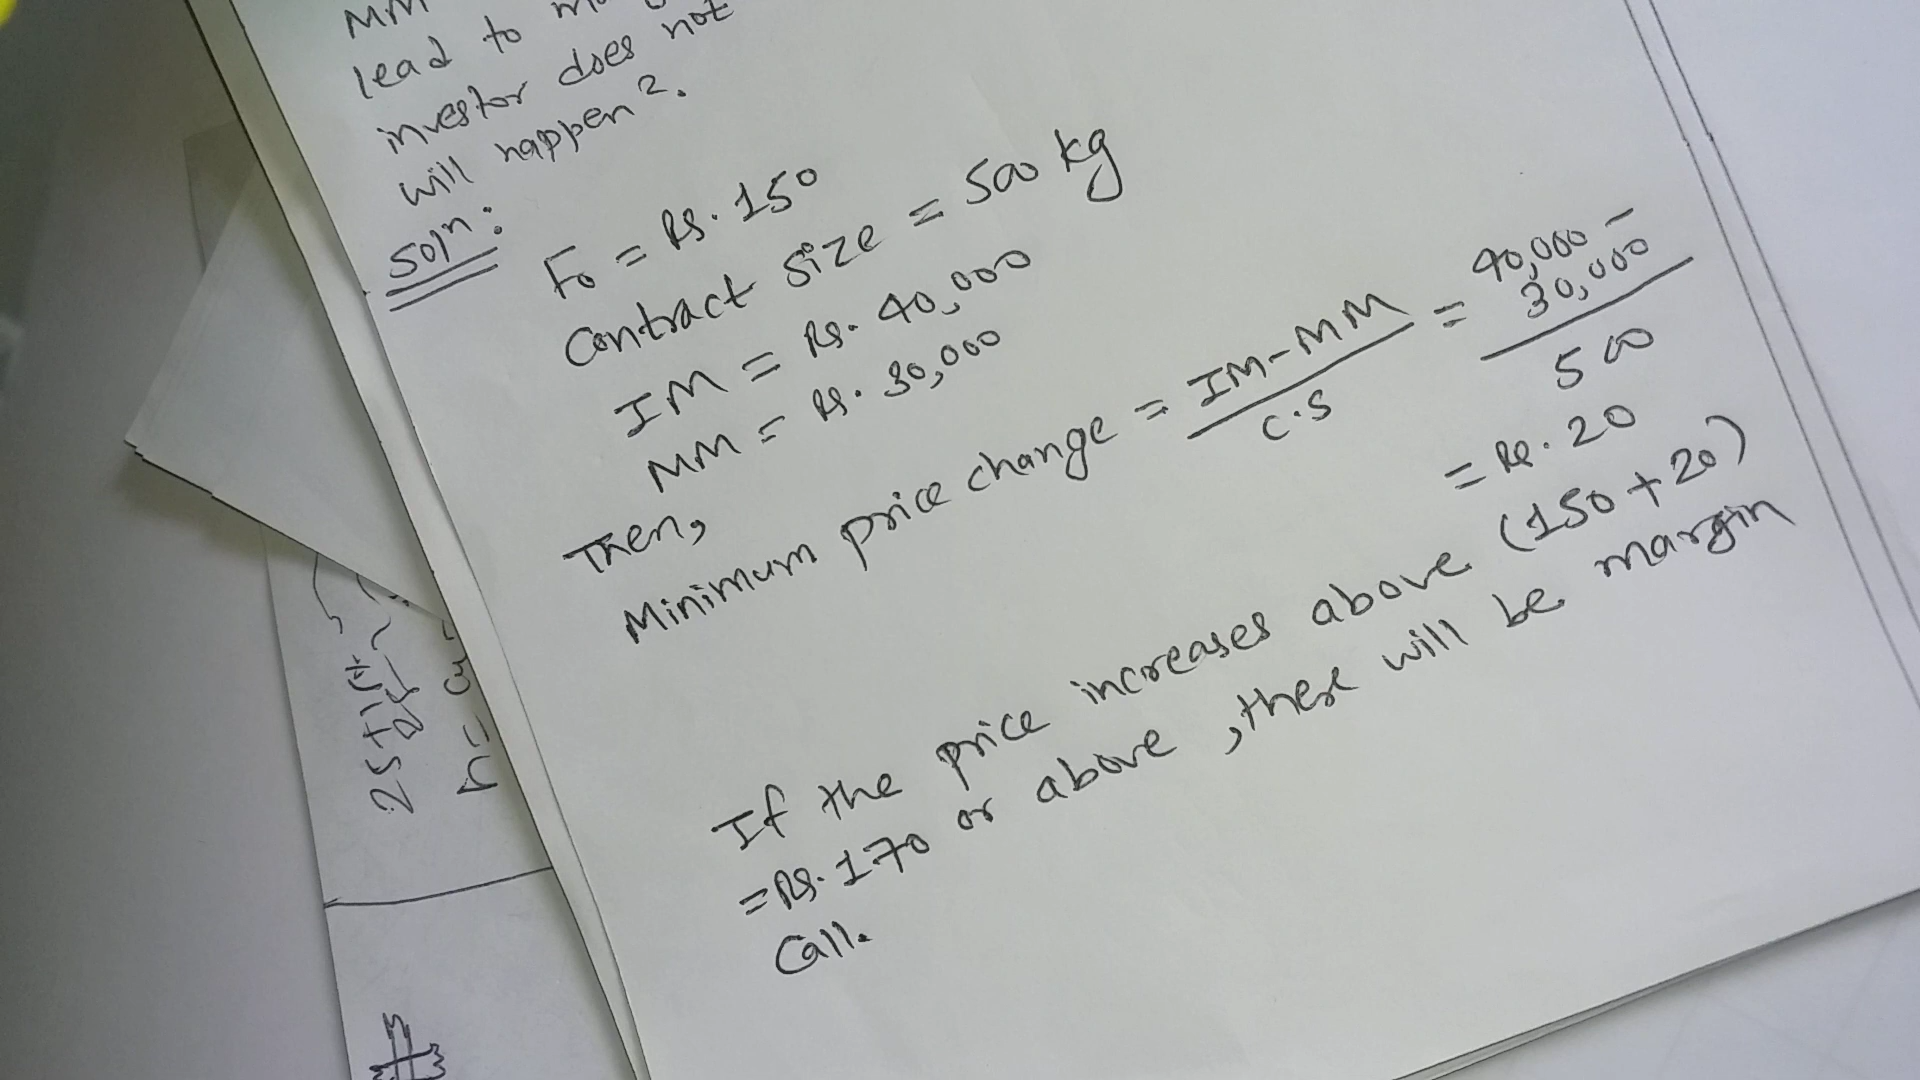 MM
lead to
investor does not
will happen?.
Soln:
F0 = Rs. 150
Contract Size = 500 kg
IM = Rs. 40,000
MM = Rs. 30,000
Then,
Minimum price change = IM-MM / C.S = 40,000 - 30,000 / 500
= Re. 20
If the price increases above (150+20)
= Rs. 170 or above, there will be margin
Call.